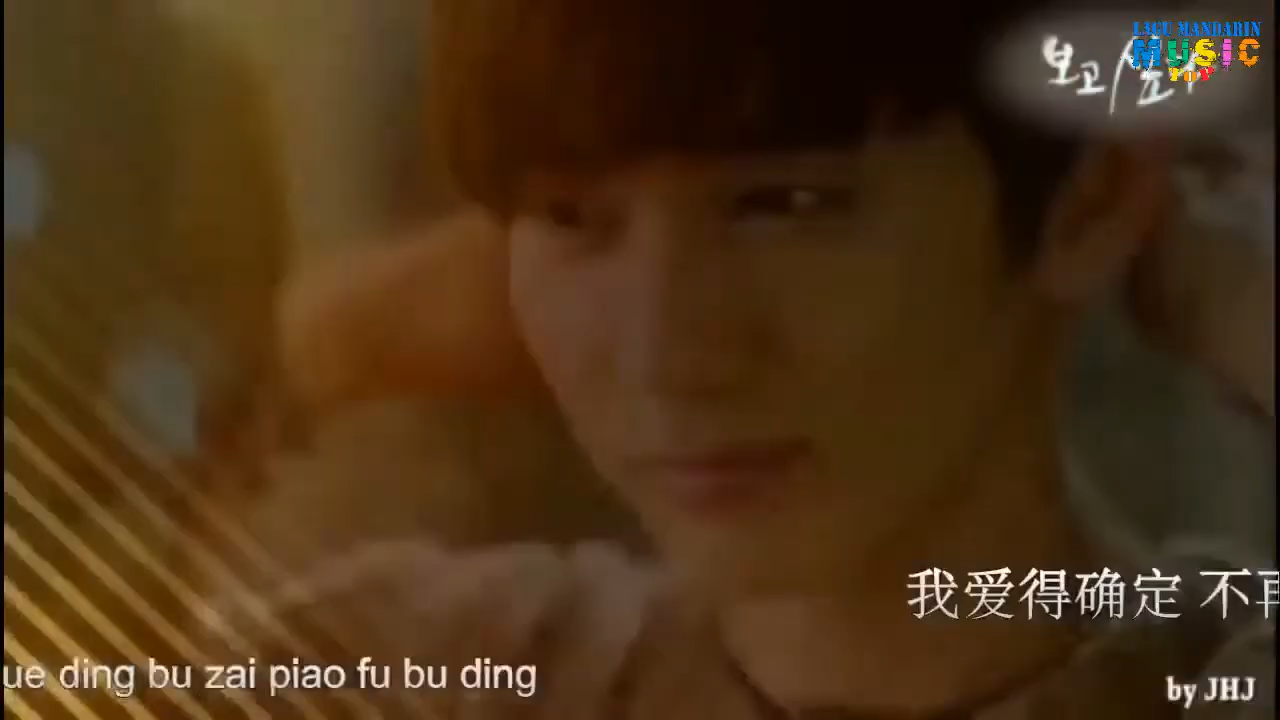 LAGU MANDARIN
MUSIC
보고싶다
我爱得确定 不再
ue ding bu zai piao fu bu ding
by JHJ